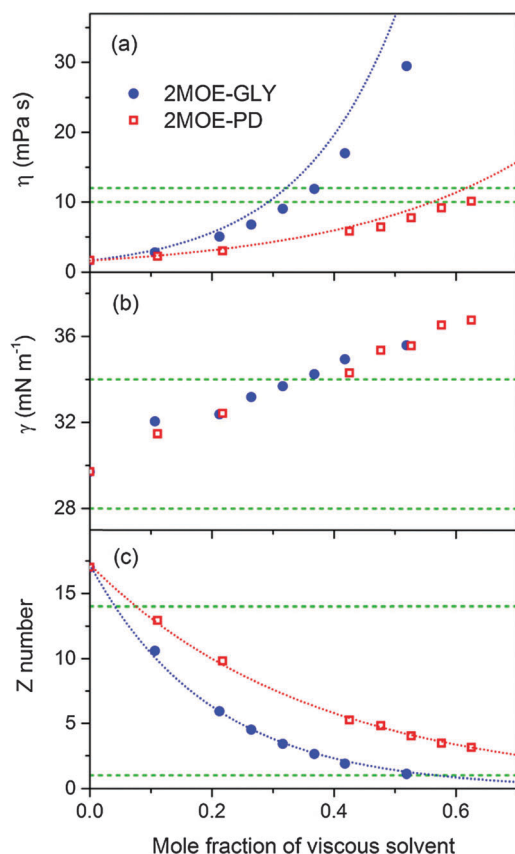 (a)
2MOE-GLY
2MOE-PD
η (mPa s)
30
20
10
0
(b)
γ (mN m⁻¹)
36
32
28
(c)
Z number
15
10
5
0
0.0 0.2 0.4 0.6
Mole fraction of viscous solvent